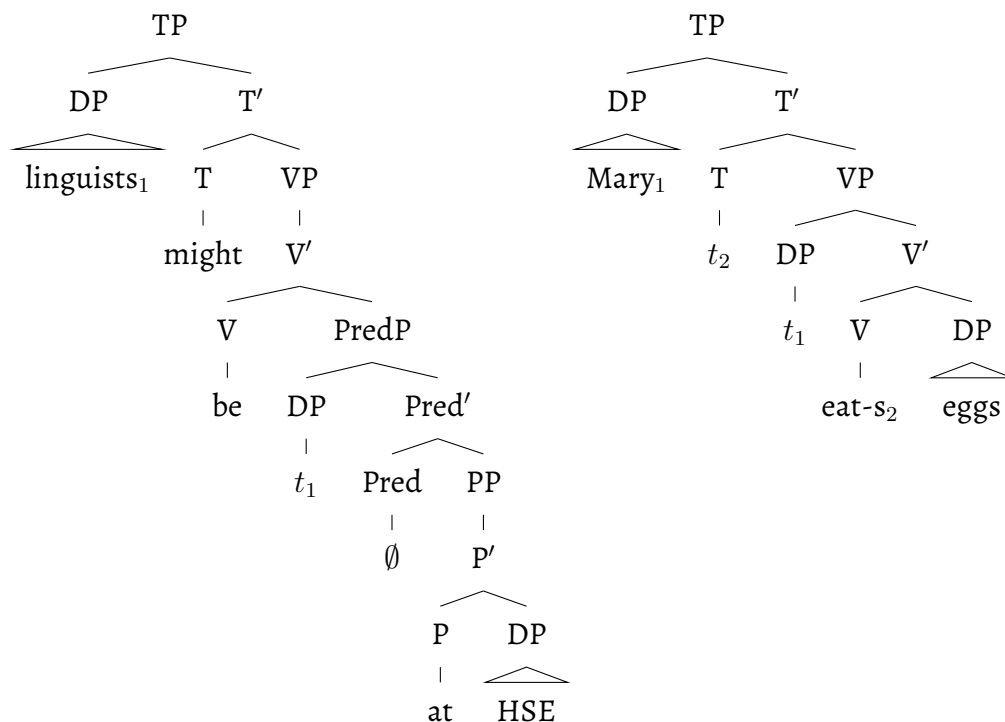 TP TP
DP T′ DP T′
linguists₁ T VP Mary₁ T VP
might V′ t₂ DP V′
V PredP t₁ V DP
be DP Pred′ eat-s₂ eggs
t₁ Pred PP
∅ P′
P DP
at HSE